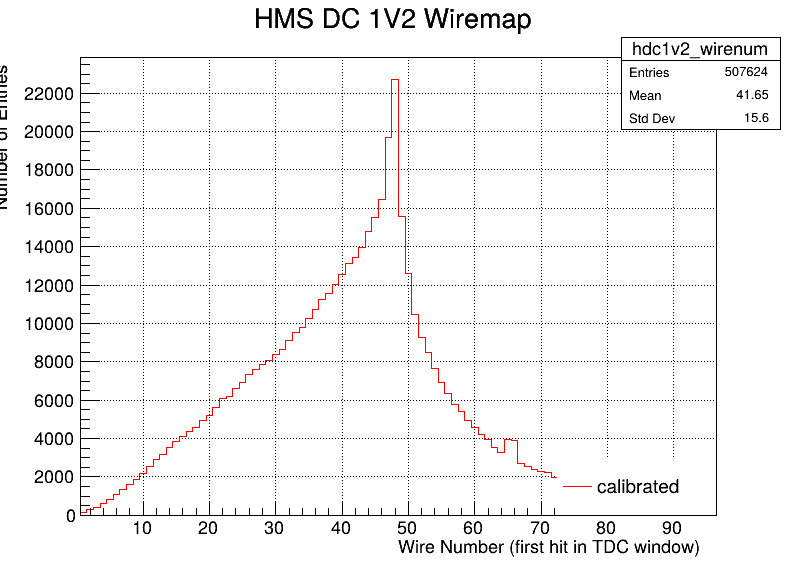 HMS DC 1V2 Wiremap
hdc1v2_wirenum
Entries 507624
Mean 41.65
Std Dev 15.6
Number of Entries
22000
20000
18000
16000
14000
12000
10000
8000
6000
4000
2000
0
calibrated
10 20 30 40 50 60 70 80 90
Wire Number (first hit in TDC window)